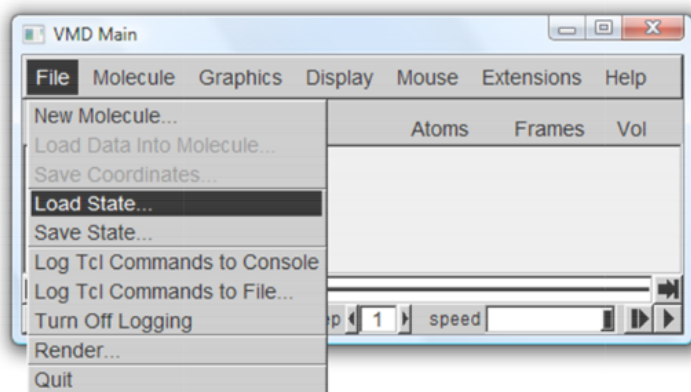 VMD Main
File Molecule Graphics Display Mouse Extensions Help
New Molecule...
Atoms Frames Vol
Load Data Into Molecule...
Save Coordinates...
Load State...
Save State...
Log Tcl Commands to Console
Log Tcl Commands to File...
Turn Off Logging
1 speed
Render...
Quit